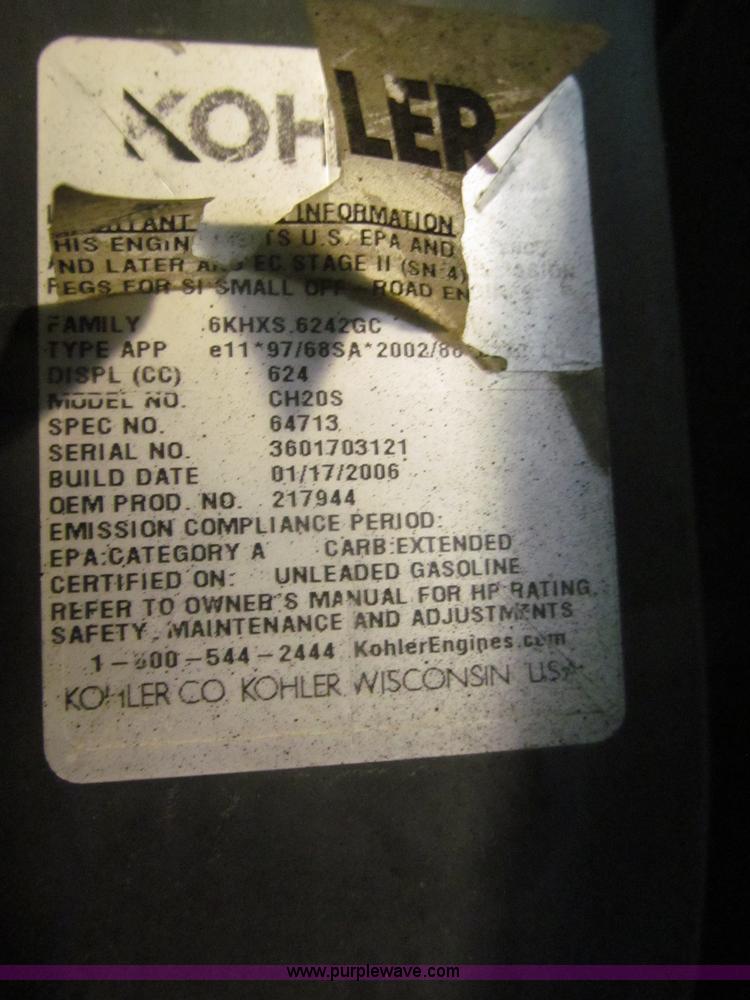 KOHLER
INFORMATION
HIS ENGIN TS U.S. EPA AND
ND LATER AND EC STAGE II (SN:4)
REGS FOR SI SMALL OFF ROAD EN
FAMILY 6KHXS.6242GC
TYPE APP e11*97/68SA*2002/88
DISPL (CC) 624
MODEL NO. CH20S
SPEC NO. 64713
SERIAL NO. 3601703121
BUILD DATE 01/17/2006
OEM PROD. NO. 217944
EMISSION COMPLIANCE PERIOD:
EPA:CATEGORY A CARB:EXTENDED
CERTIFIED ON: UNLEADED GASOLINE
REFER TO OWNER'S MANUAL FOR HP RATING,
SAFETY, MAINTENANCE AND ADJUSTMENTS
1-800-544-2444 KohlerEngines.com
KOHLER CO. KOHLER, WISCONSIN USA
www.purplewave.com